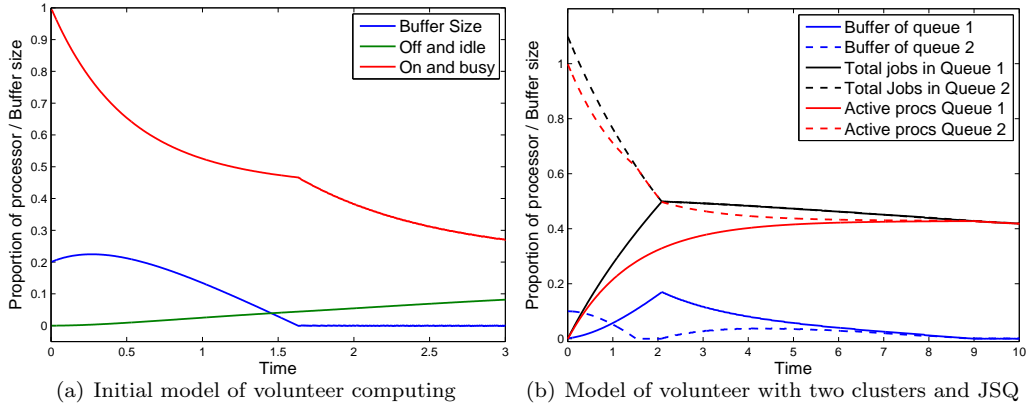 Proportion of processor / Buffer size
1
0.9
0.8
0.7
0.6
0.5
0.4
0.3
0.2
0.1
0
0
0.5
1
1.5
2
2.5
3
Time
Buffer Size
Off and idle
On and busy
(a) Initial model of volunteer computing
Proportion of processor / Buffer size
1
0.8
0.6
0.4
0.2
0
0
1
2
3
4
5
6
7
8
9
10
Time
Buffer of queue 1
Buffer of queue 2
Total jobs in Queue 1
Total Jobs in Queue 2
Active procs Queue 1
Active procs Queue 2
(b) Model of volunteer with two clusters and JSQ